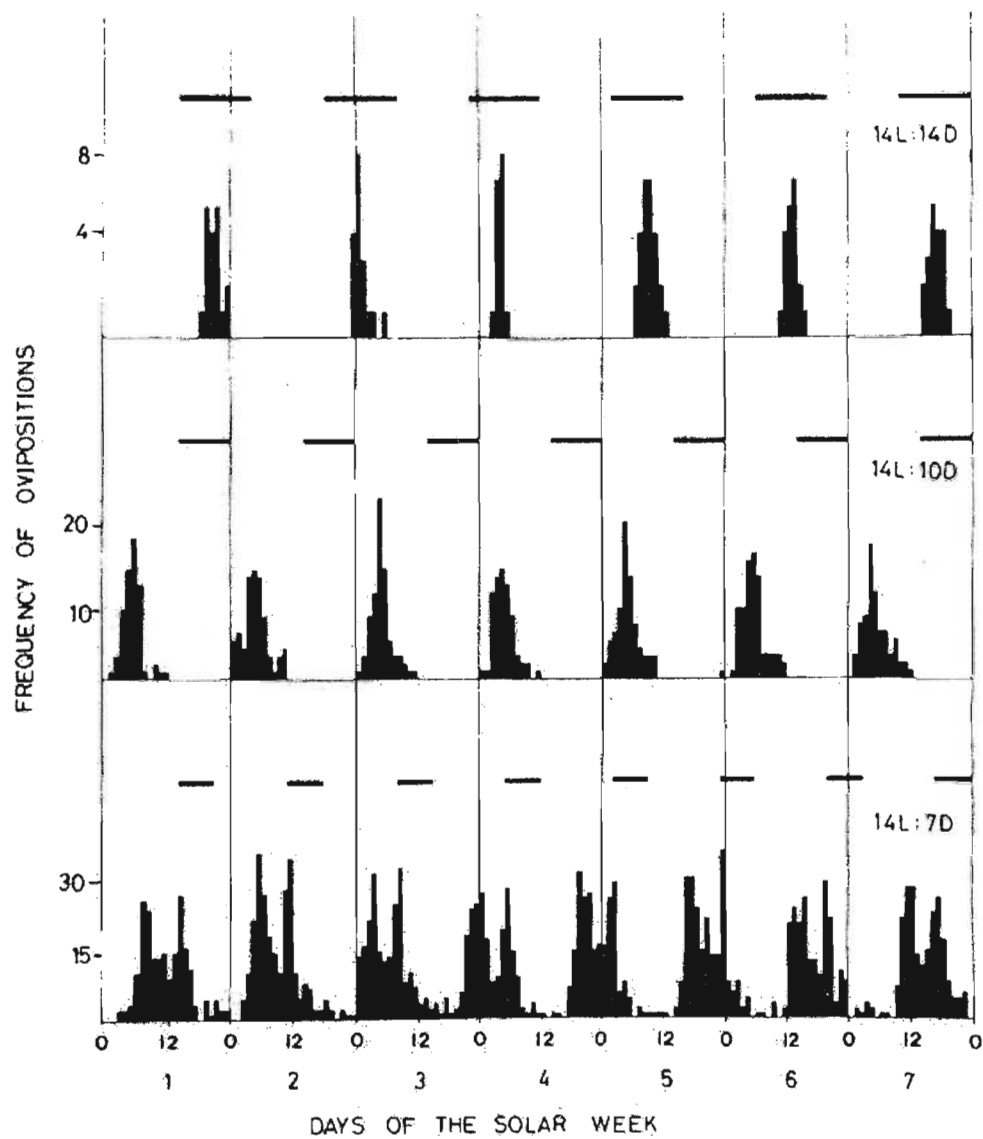 14L:14D
8
4
FREQUENCY OF OVIPOSITIONS
14L:10D
20
10
14L:7D
30
15
0 12 0 12 0 12 0 12 0 12 0 12 0 12 0
1 2 3 4 5 6 7
DAYS OF THE SOLAR WEEK